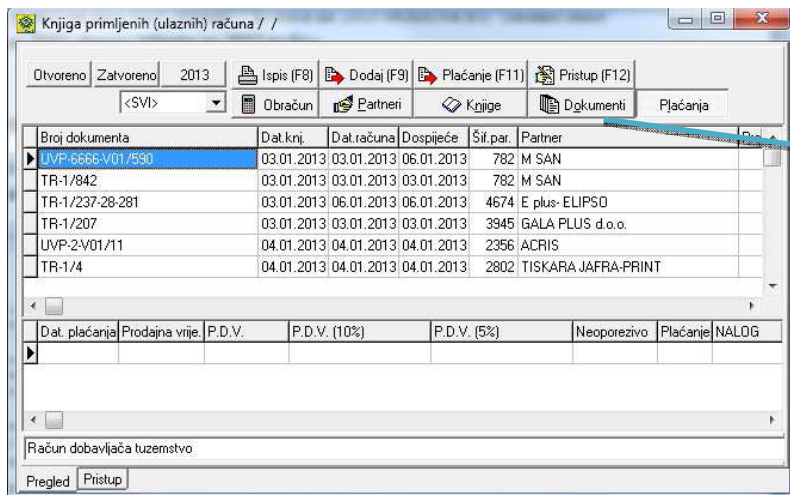 Knjiga primljenih (ulaznih) računa / /
Otvoreno Zatvoreno 2013 Ispis (F8) Dodaj (F9) Plaćanje (F11) Pristup (F12)
<SVI> Obračun Partneri Knjige Dokumenti Plaćanja
Broj dokumenta Dat.knj. Dat.računa Dospijeće Šif.par. Partner
UVP-6666-V01/590 03.01.2013 03.01.2013 06.01.2013 782 M SAN
TR-1/842 03.01.2013 03.01.2013 03.01.2013 782 M SAN
TR-1/237-28-281 03.01.2013 06.01.2013 06.01.2013 4674 E plus- ELIPSO
TR-1/207 03.01.2013 03.01.2013 03.01.2013 3945 GALA PLUS d.o.o.
UVP-2-V01/11 04.01.2013 04.01.2013 04.01.2013 2356 ACRIS
TR-1/4 04.01.2013 04.01.2013 04.01.2013 2802 TISKARA JAFRA-PRINT
Dat. plaćanja Prodajna vrije. P.D.V. P.D.V. (10%) P.D.V. (5%) Neoporezivo Plaćanje NALOG
Račun dobavljača tuzemstvo
Pregled Pristup